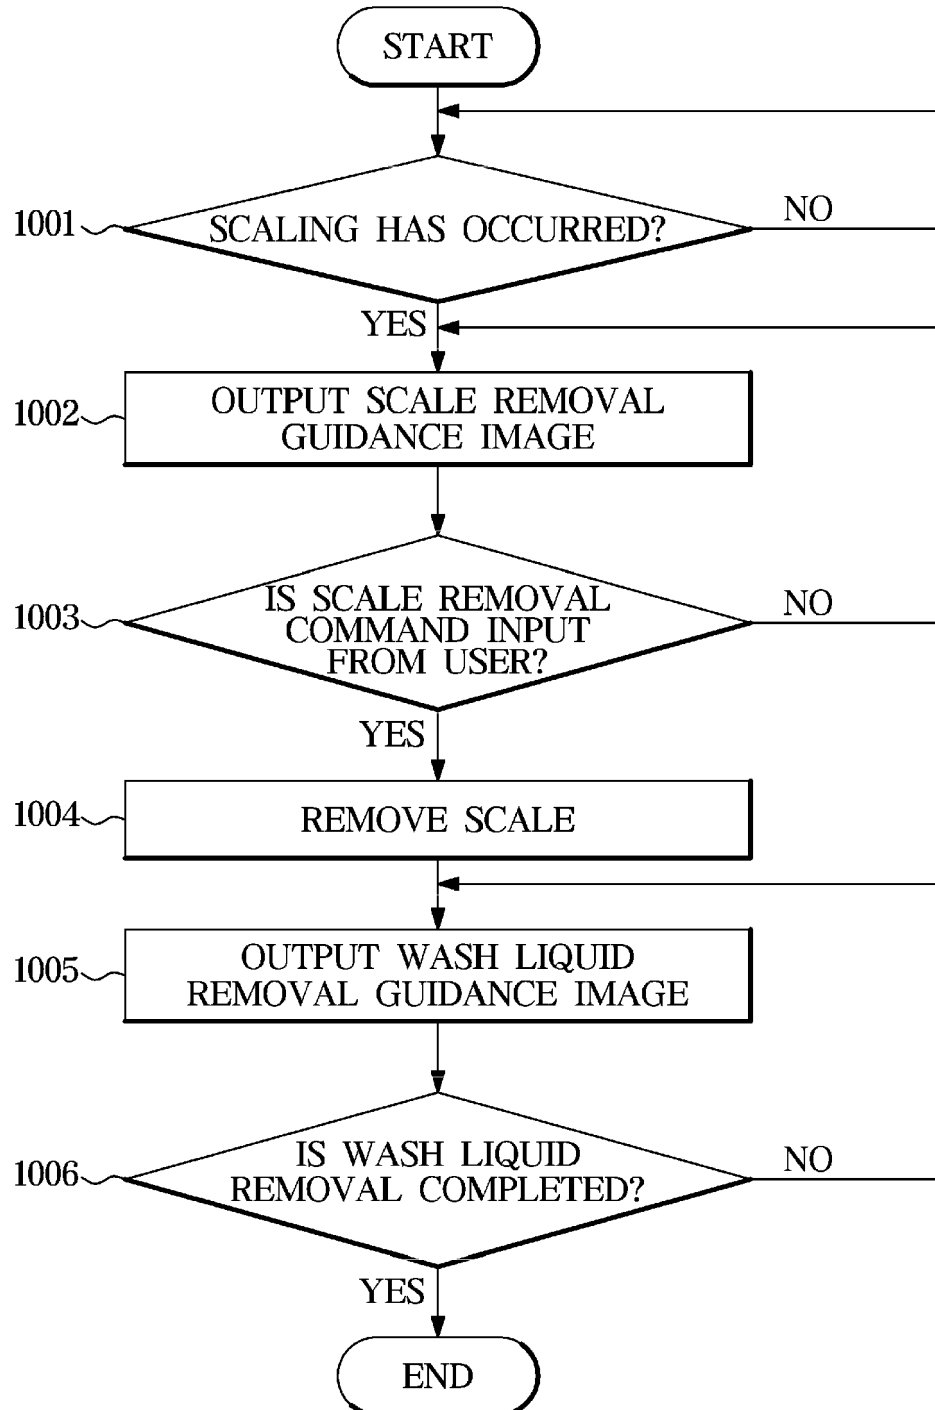 START
1001
SCALING HAS OCCURRED?
NO
YES
1002
OUTPUT SCALE REMOVAL
GUIDANCE IMAGE
1003
IS SCALE REMOVAL
COMMAND INPUT
FROM USER?
NO
YES
1004
REMOVE SCALE
1005
OUTPUT WASH LIQUID
REMOVAL GUIDANCE IMAGE
1006
IS WASH LIQUID
REMOVAL COMPLETED?
NO
YES
END